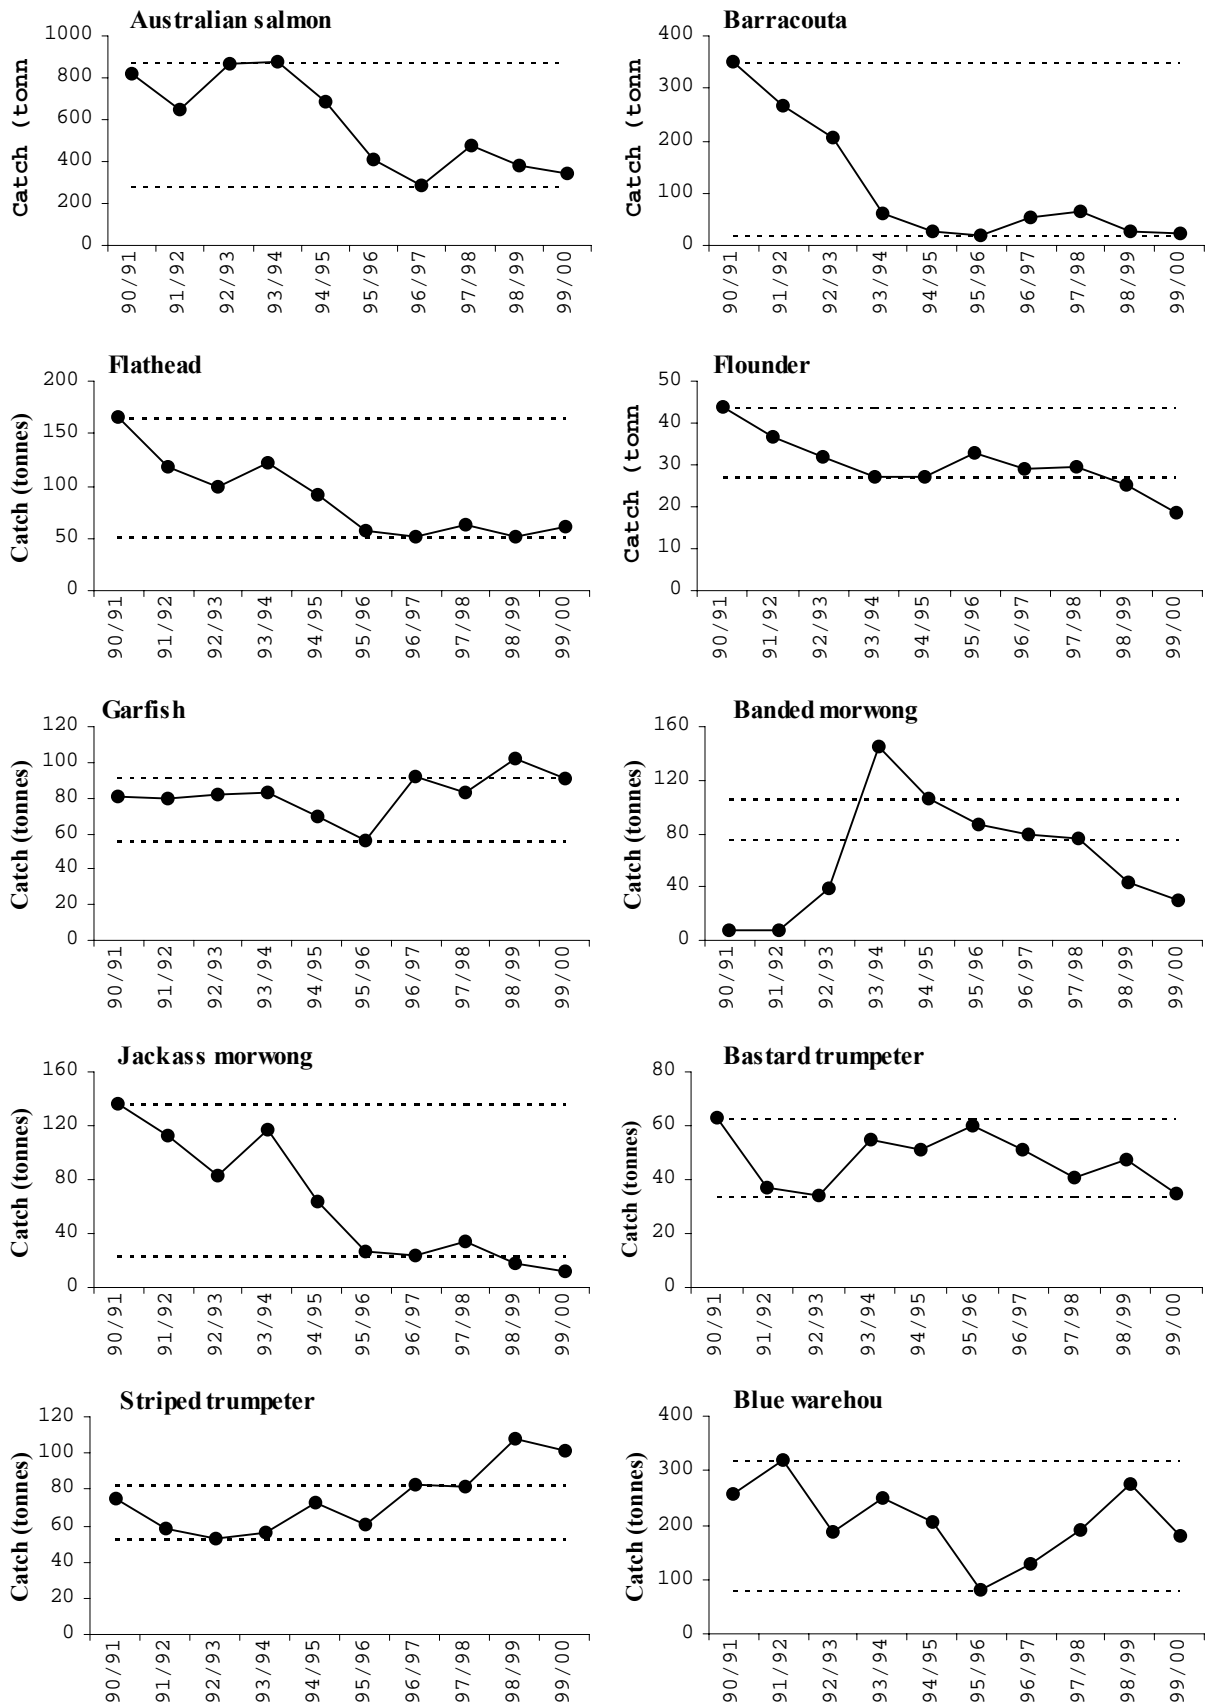 Australian salmon
Catch (tonn
1000
800
600
400
200
0
90/91 91/92 92/93 93/94 94/95 95/96 96/97 97/98 98/99 99/00
Barracouta
Catch (tonn
400
300
200
100
0
90/91 91/92 92/93 93/94 94/95 95/96 96/97 97/98 98/99 99/00
Flathead
Catch (tonnes)
200
150
100
50
0
90/91 91/92 92/93 93/94 94/95 95/96 96/97 97/98 98/99 99/00
Flounder
Catch (tonn
50
40
30
20
10
0
90/91 91/92 92/93 93/94 94/95 95/96 96/97 97/98 98/99 99/00
Garfish
Catch (tonnes)
120
100
80
60
40
20
0
90/91 91/92 92/93 93/94 94/95 95/96 96/97 97/98 98/99 99/00
Banded morwong
Catch (tonnes)
160
120
80
40
0
90/91 91/92 92/93 93/94 94/95 95/96 96/97 97/98 98/99 99/00
Jackass morwong
Catch (tonnes)
160
120
80
40
0
90/91 91/92 92/93 93/94 94/95 95/96 96/97 97/98 98/99 99/00
Bastard trumpeter
Catch (tonnes)
80
60
40
20
0
90/91 91/92 92/93 93/94 94/95 95/96 96/97 97/98 98/99 99/00
Striped trumpeter
Catch (tonnes)
120
100
80
60
40
20
0
90/91 91/92 92/93 93/94 94/95 95/96 96/97 97/98 98/99 99/00
Blue warehou
Catch (tonnes)
400
300
200
100
0
90/91 91/92 92/93 93/94 94/95 95/96 96/97 97/98 98/99 99/00